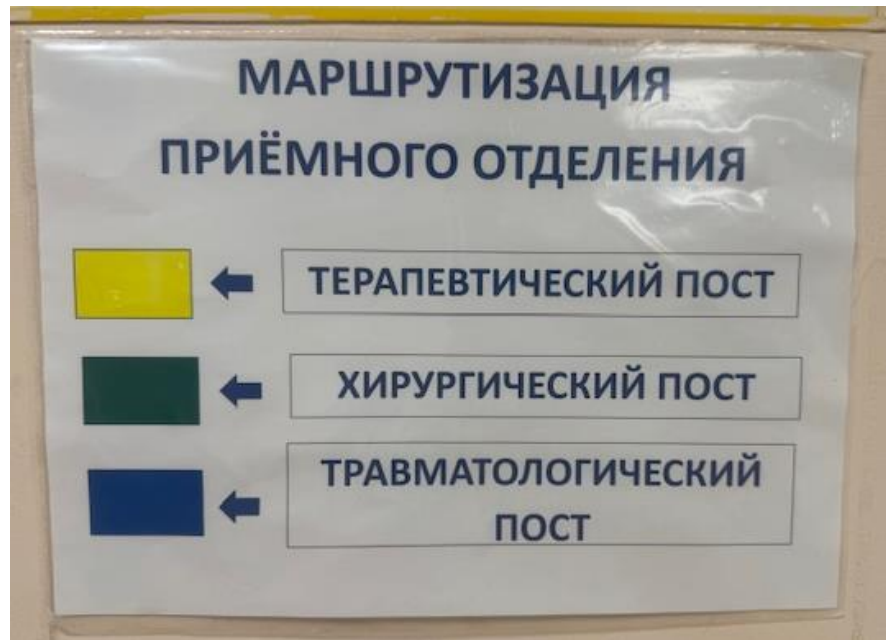 МАРШРУТИЗАЦИЯ
ПРИЁМНОГО ОТДЕЛЕНИЯ
ТЕРАПЕВТИЧЕСКИЙ ПОСТ
ХИРУРГИЧЕСКИЙ ПОСТ
ТРАВМАТОЛОГИЧЕСКИЙ
ПОСТ